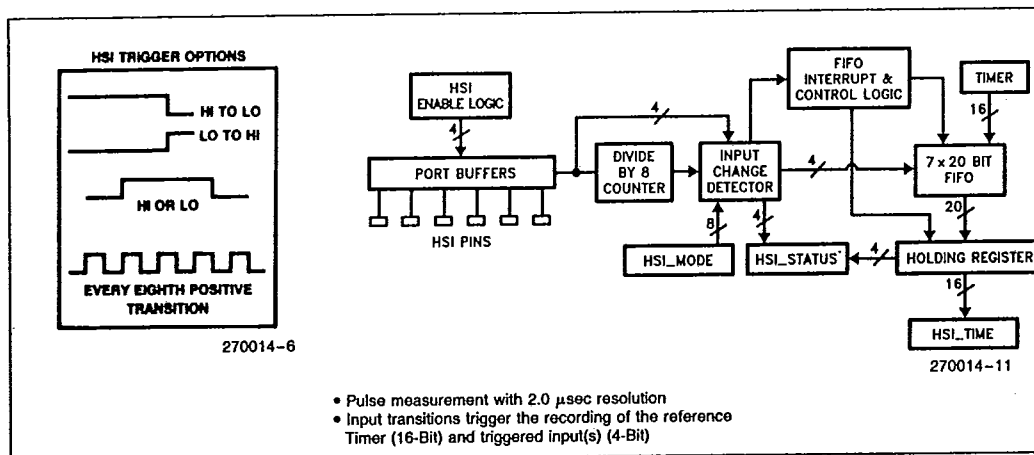 HSI TRIGGER OPTIONS
HI TO LO
LO TO HI
HI OR LO
EVERY EIGHTH POSITIVE
TRANSITION
270014-6
HSI
ENABLE LOGIC
4
PORT BUFFERS
HSI PINS
4
DIVIDE
BY 8
COUNTER
INPUT
CHANGE
DETECTOR
8
4
HSI_MODE
HSI_STATUS
FIFO
INTERRUPT &
CONTROL LOGIC
TIMER
16
4
7 x 20 BIT
FIFO
20
4
HOLDING REGISTER
16
HSI_TIME
270014-11
• Pulse measurement with 2.0 μsec resolution
• Input transitions trigger the recording of the reference
Timer (16-Bit) and triggered input(s) (4-Bit)